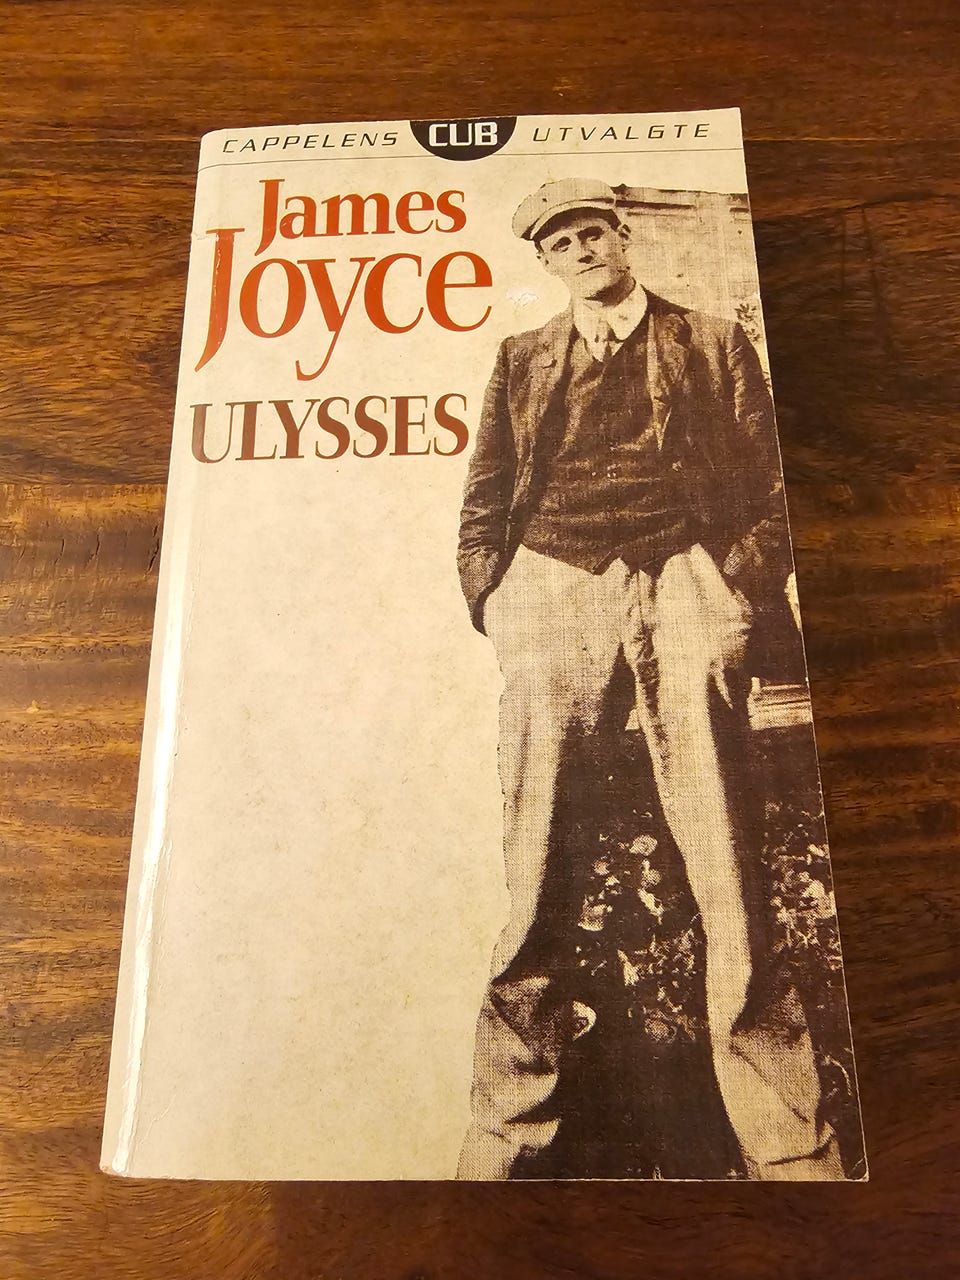 CAPPELENS CUB UTVALGTE
James
Joyce
ULYSSES